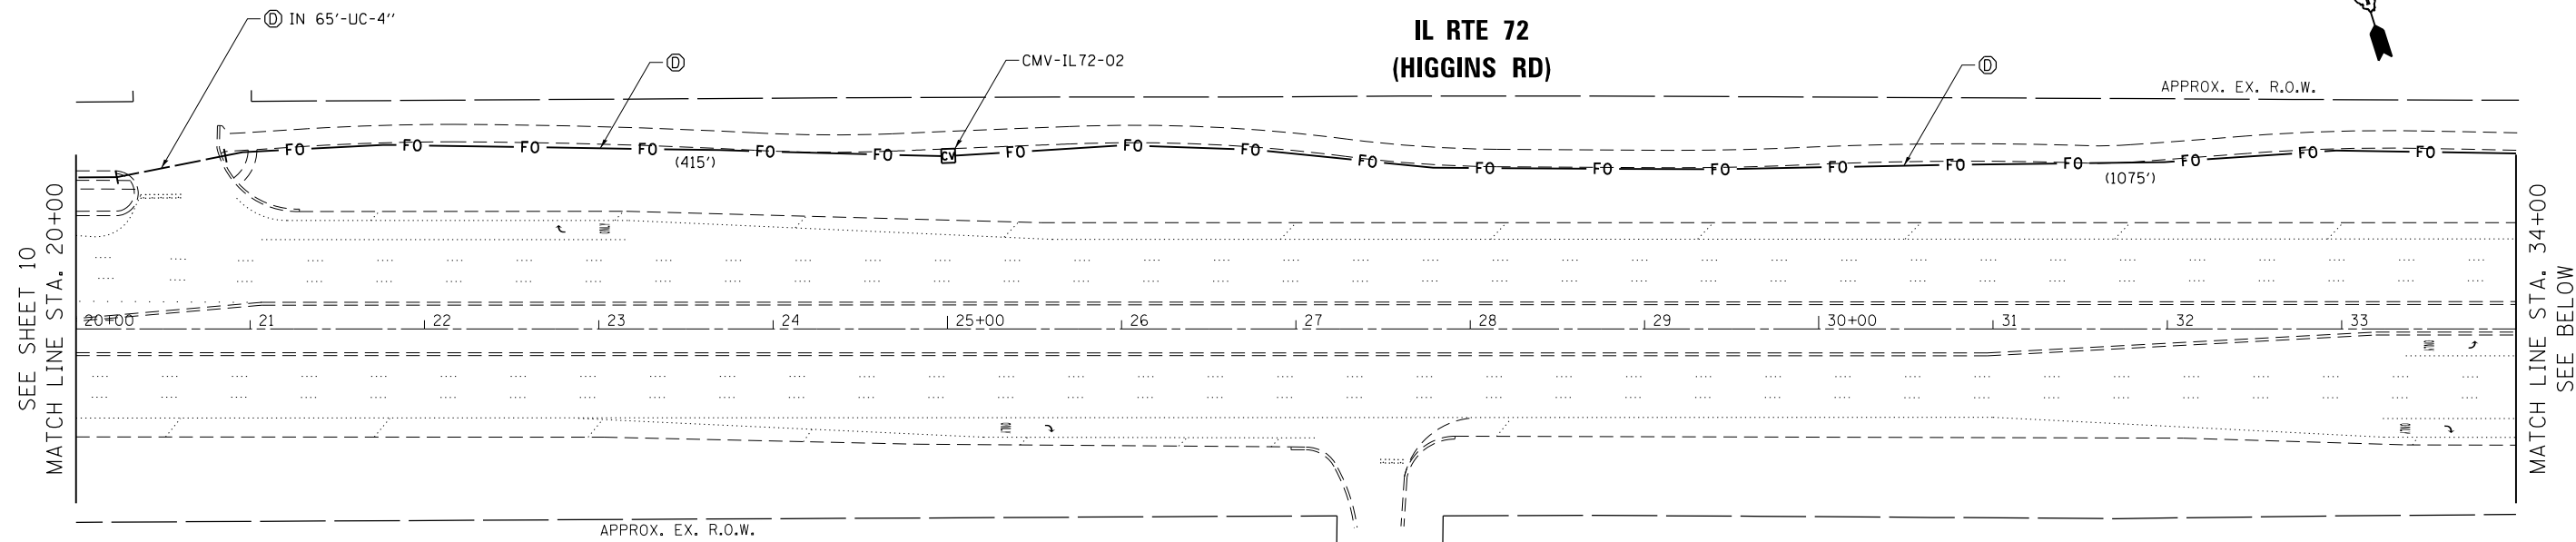 Ⓓ IN 65'-UC-4"
Ⓓ
CMV-IL72-02
IL RTE 72
(HIGGINS RD)
Ⓓ
APPROX. EX. R.O.W.
FO FO FO FO FO FO CV FO FO FO FO FO FO FO FO FO FO FO FO
(415')
(1075')
SEE SHEET 10
MATCH LINE STA. 20+00
20+00 21 22 23 24 25+00 26 27 28 29 30+00 31 32 33
MATCH LINE STA. 34+00
SEE BELOW
APPROX. EX. R.O.W.